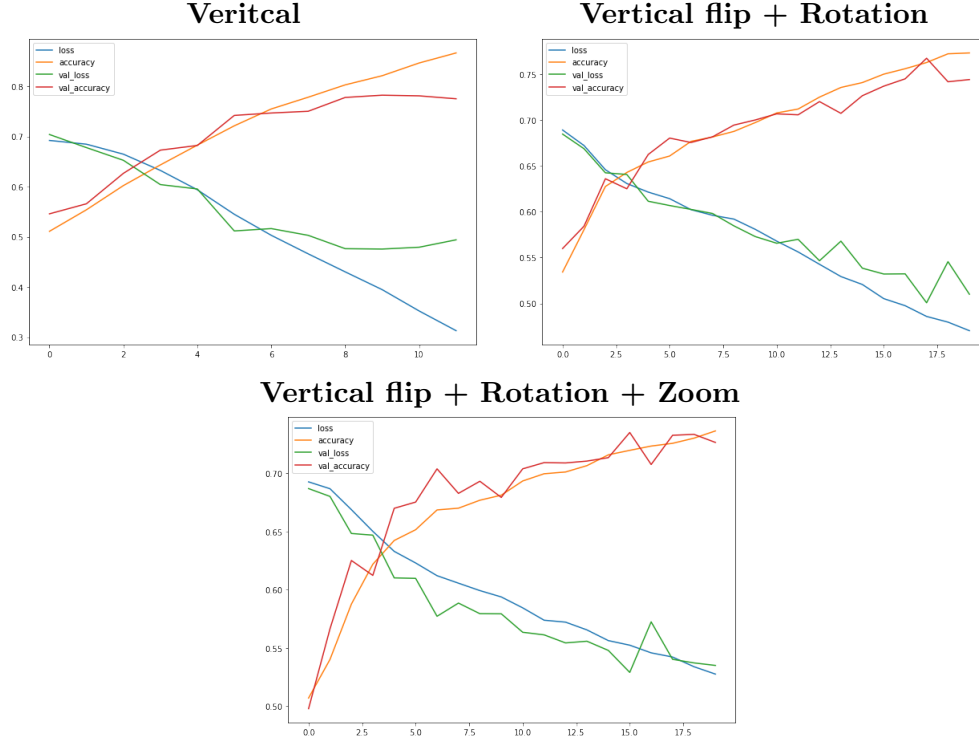 Veritcal
loss
accuracy
val_loss
val_accuracy
0.8
0.7
0.6
0.5
0.4
0.3
0 2 4 6 8 10
Vertical flip + Rotation
loss
accuracy
val_loss
val_accuracy
0.75
0.70
0.65
0.60
0.55
0.50
0.0 2.5 5.0 7.5 10.0 12.5 15.0 17.5
Vertical flip + Rotation + Zoom
loss
accuracy
val_loss
val_accuracy
0.70
0.65
0.60
0.55
0.50
0.0 2.5 5.0 7.5 10.0 12.5 15.0 17.5